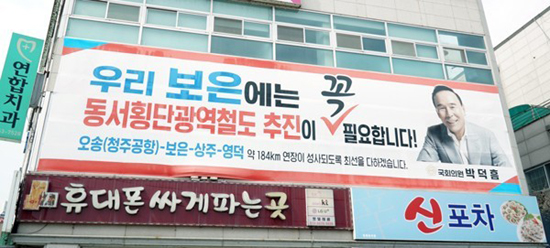 연합치과
우리 보은에는 꼭
동서횡단광역철도 추진이 필요합니다!
오송(청주공항)-보은-상주-영덕 약 184km 연장이 성사되도록 최선을 다하겠습니다.
국회의원 박덕흠
휴대폰 싸게파는곳
kt
신포차